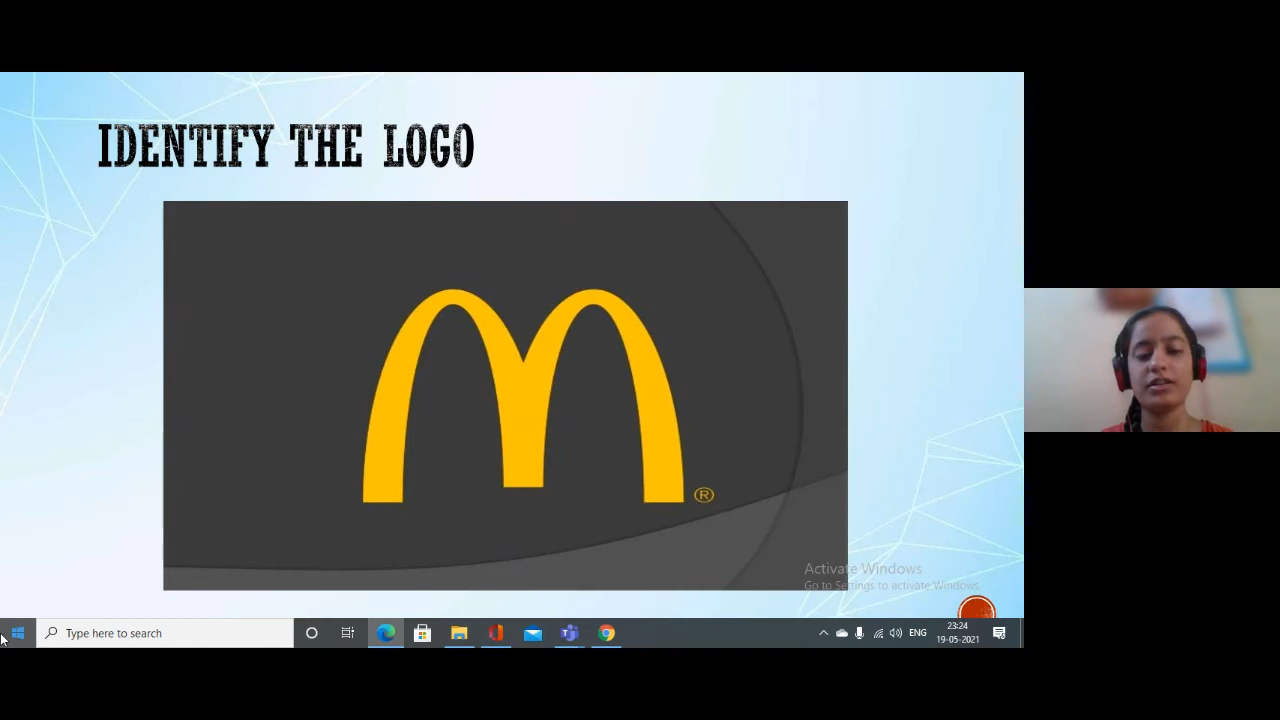 IDENTIFY THE LOGO
®
Activate Windows
Go to Settings to activate Windows.
Type here to search
ENG
23:24
19-05-2021